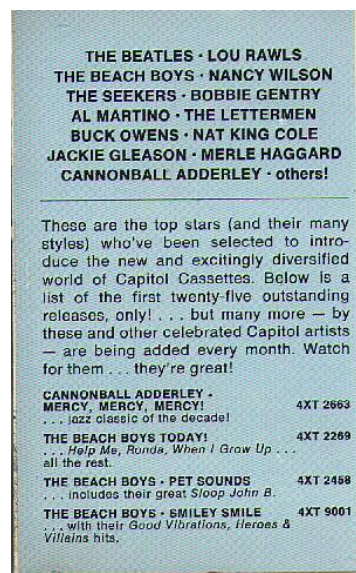 THE BEATLES · LOU RAWLS
THE BEACH BOYS · NANCY WILSON
THE SEEKERS · BOBBIE GENTRY
AL MARTINO · THE LETTERMEN
BUCK OWENS · NAT KING COLE
JACKIE GLEASON · MERLE HAGGARD
CANNONBALL ADDERLEY · others!
These are the top stars (and their many
styles) who've been selected to intro-
duce the new and excitingly diversified
world of Capitol Cassettes. Below is a
list of the first twenty-five outstanding
releases, only! . . . but many more — by
these and other celebrated Capitol artists
— are being added every month. Watch
for them . . . they're great!
CANNONBALL ADDERLEY ·
MERCY, MERCY, MERCY! 4XT 2663
. . . jazz classic of the decade!
THE BEACH BOYS TODAY! 4XT 2269
. . . Help Me, Ronda, When I Grow Up . . .
all the rest.
THE BEACH BOYS · PET SOUNDS 4XT 2458
. . . includes their great Sloop John B.
THE BEACH BOYS · SMILEY SMILE 4XT 9001
. . . with their Good Vibrations, Heroes &
Villains hits.